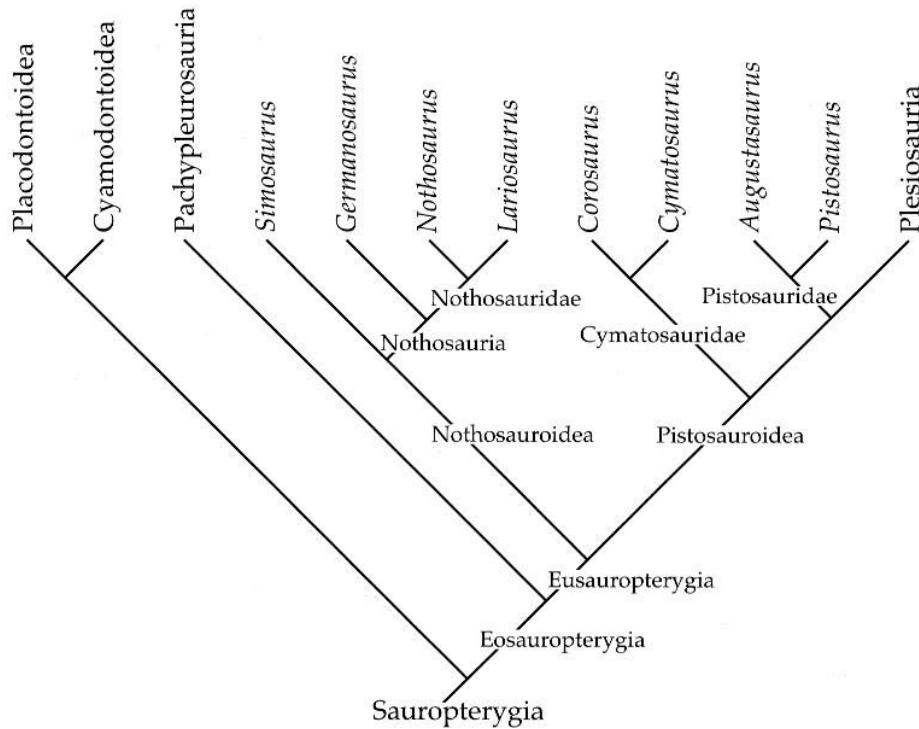 Placodontoidea
Cyamodontoidea
Pachypleurosauria
Simosaurus
Germanosaurus
Nothosaurus
Lariosaurus
Corosaurus
Cymatosaurus
Augustasaurus
Pistosaurus
Plesiosauria
Nothosauridae
Pistosauridae
Nothosauria
Cymatosauridae
Nothosauroidea
Pistosauroidea
Eusauropterygia
Eosauropterygia
Sauropterygia